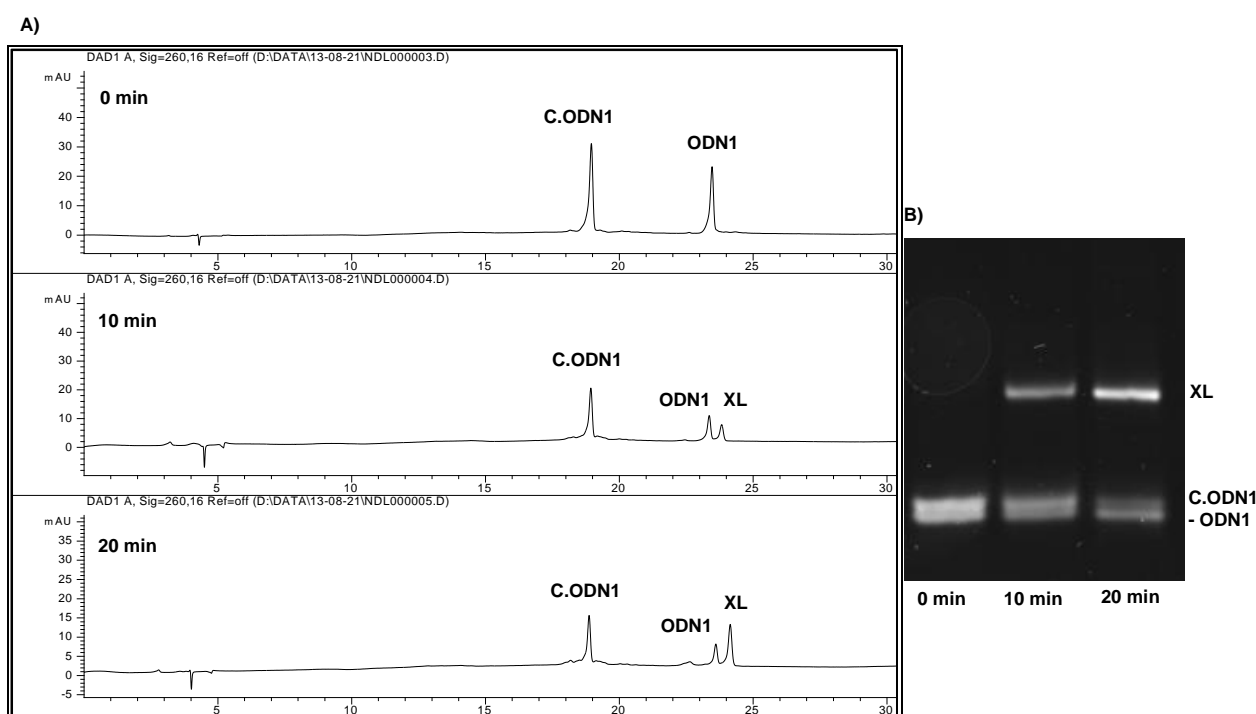 A)
DAD1 A, Sig=260,16 Ref=off (D:\DATA\13-08-21\NDL000003.D)
mAU
0 min
C.ODN1
ODN1
40
30
20
10
0
5 10 15 20 25 30
DAD1 A, Sig=260,16 Ref=off (D:\DATA\13-08-21\NDL000004.D)
mAU
10 min
C.ODN1
ODN1 XL
40
30
20
10
0
5 10 15 20 25 30
DAD1 A, Sig=260,16 Ref=off (D:\DATA\13-08-21\NDL000005.D)
mAU
20 min
C.ODN1
ODN1 XL
35
30
25
20
15
10
5
0
-5
5 10 15 20 25 30
B)
XL
C.ODN1
- ODN1
0 min 10 min 20 min